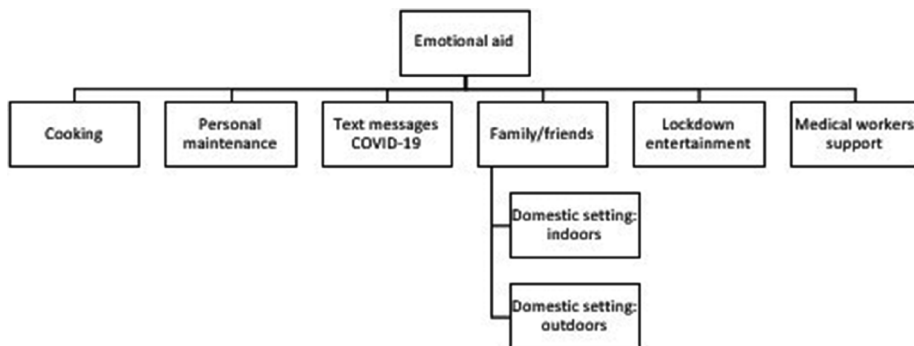 Emotional aid
Cooking
Personal
maintenance
Text messages
COVID-19
Family/friends
Lockdown
entertainment
Medical workers
support
Domestic setting:
indoors
Domestic setting:
outdoors